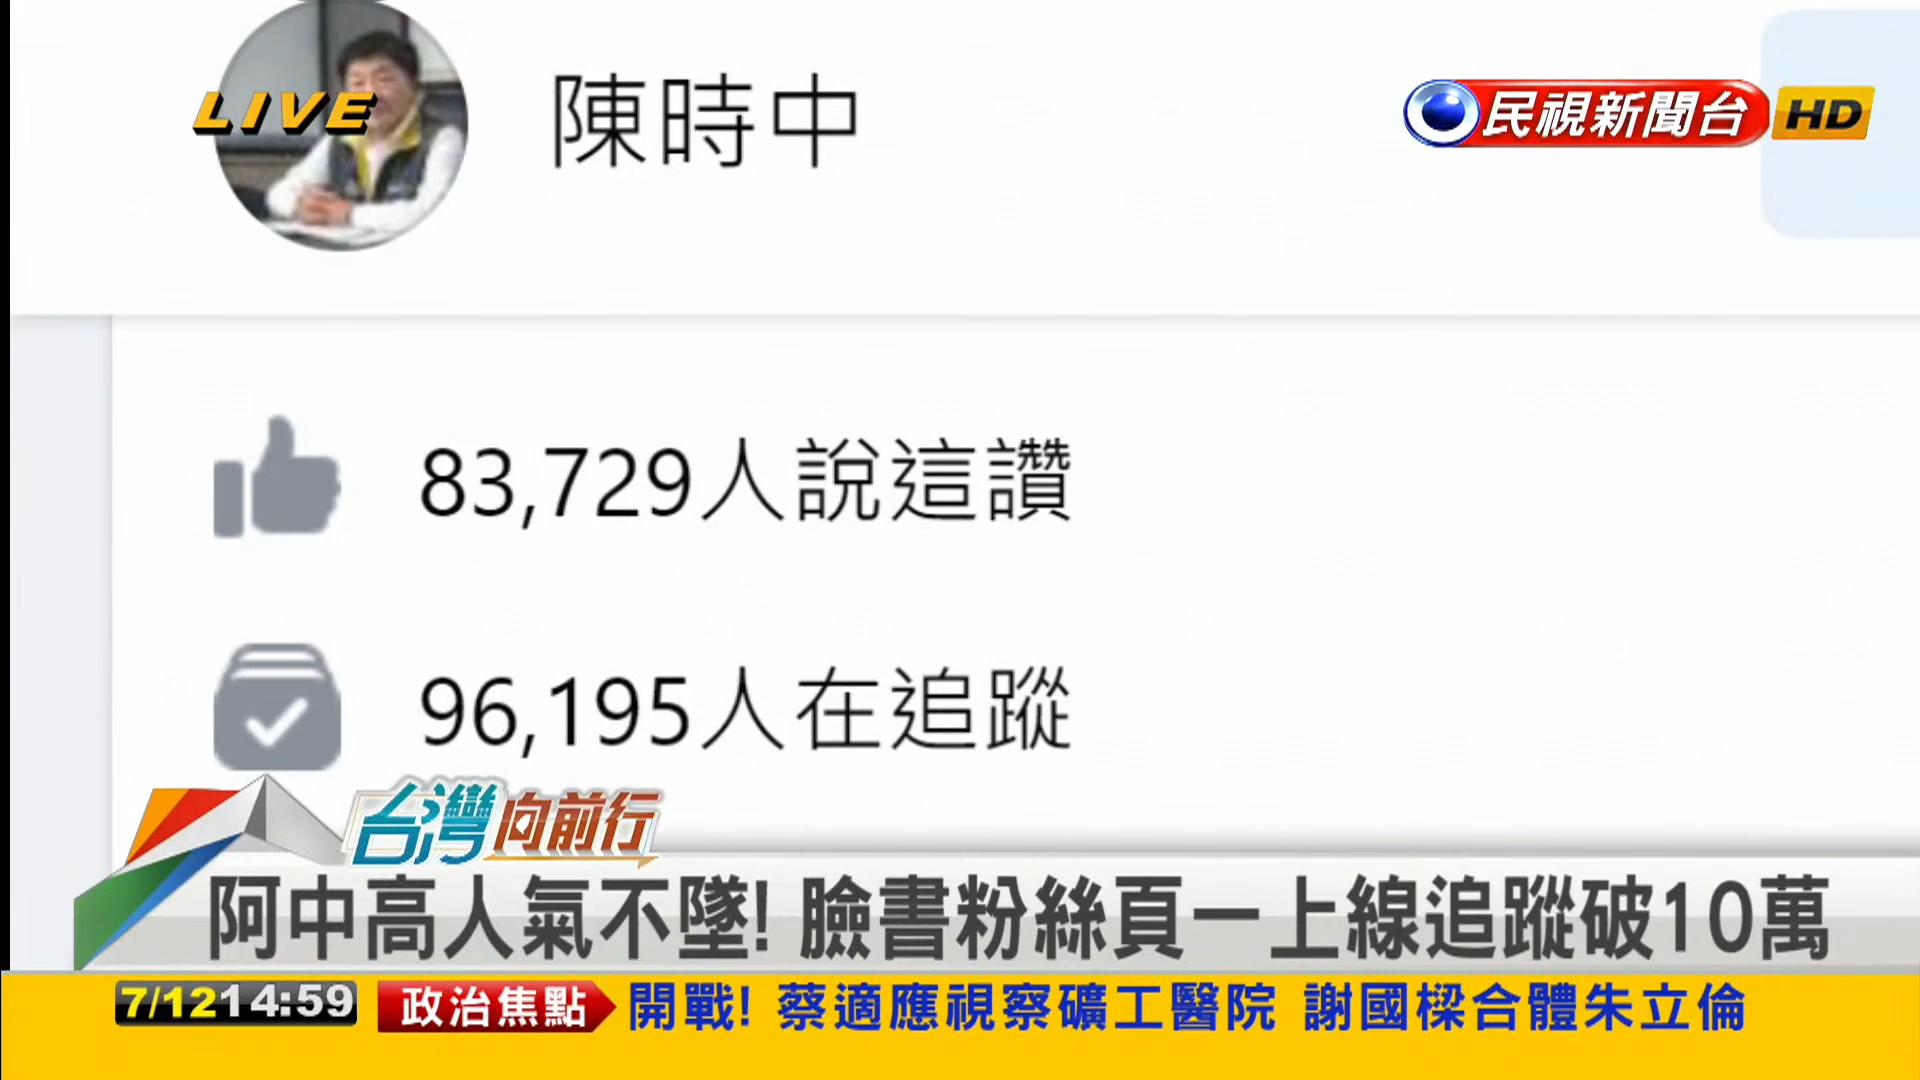 LIVE
陳時中
民視新聞台 HD
83,729人說這讚
96,195人在追蹤
台灣向前行
阿中高人氣不墜! 臉書粉絲頁一上線追蹤破10萬
7/12 14:59 政治焦點 開戰! 蔡適應視察礦工醫院 謝國樑合體朱立倫